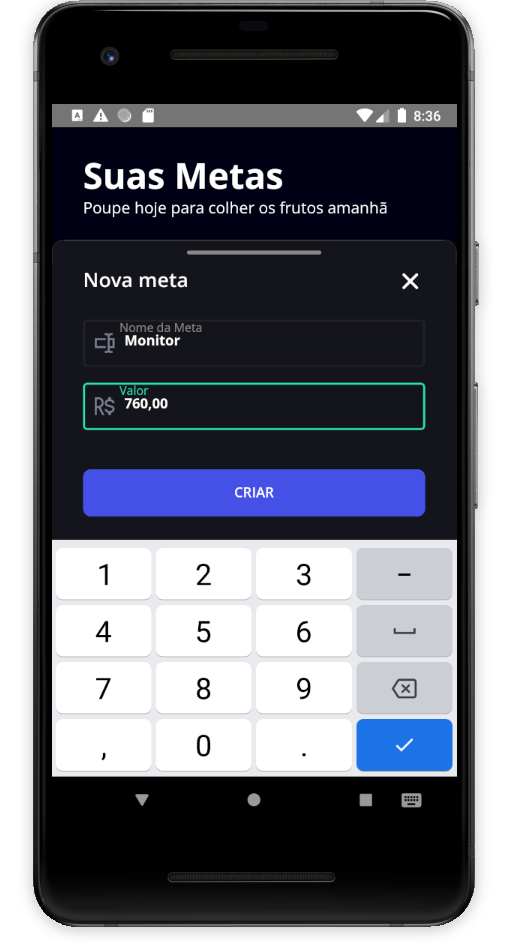 8:36
Suas Metas
Poupe hoje para colher os frutos amanhã
Nova meta
Nome da Meta
Monitor
Valor
R$ 760,00
CRIAR
1 2 3 –
4 5 6
7 8 9
, 0 .